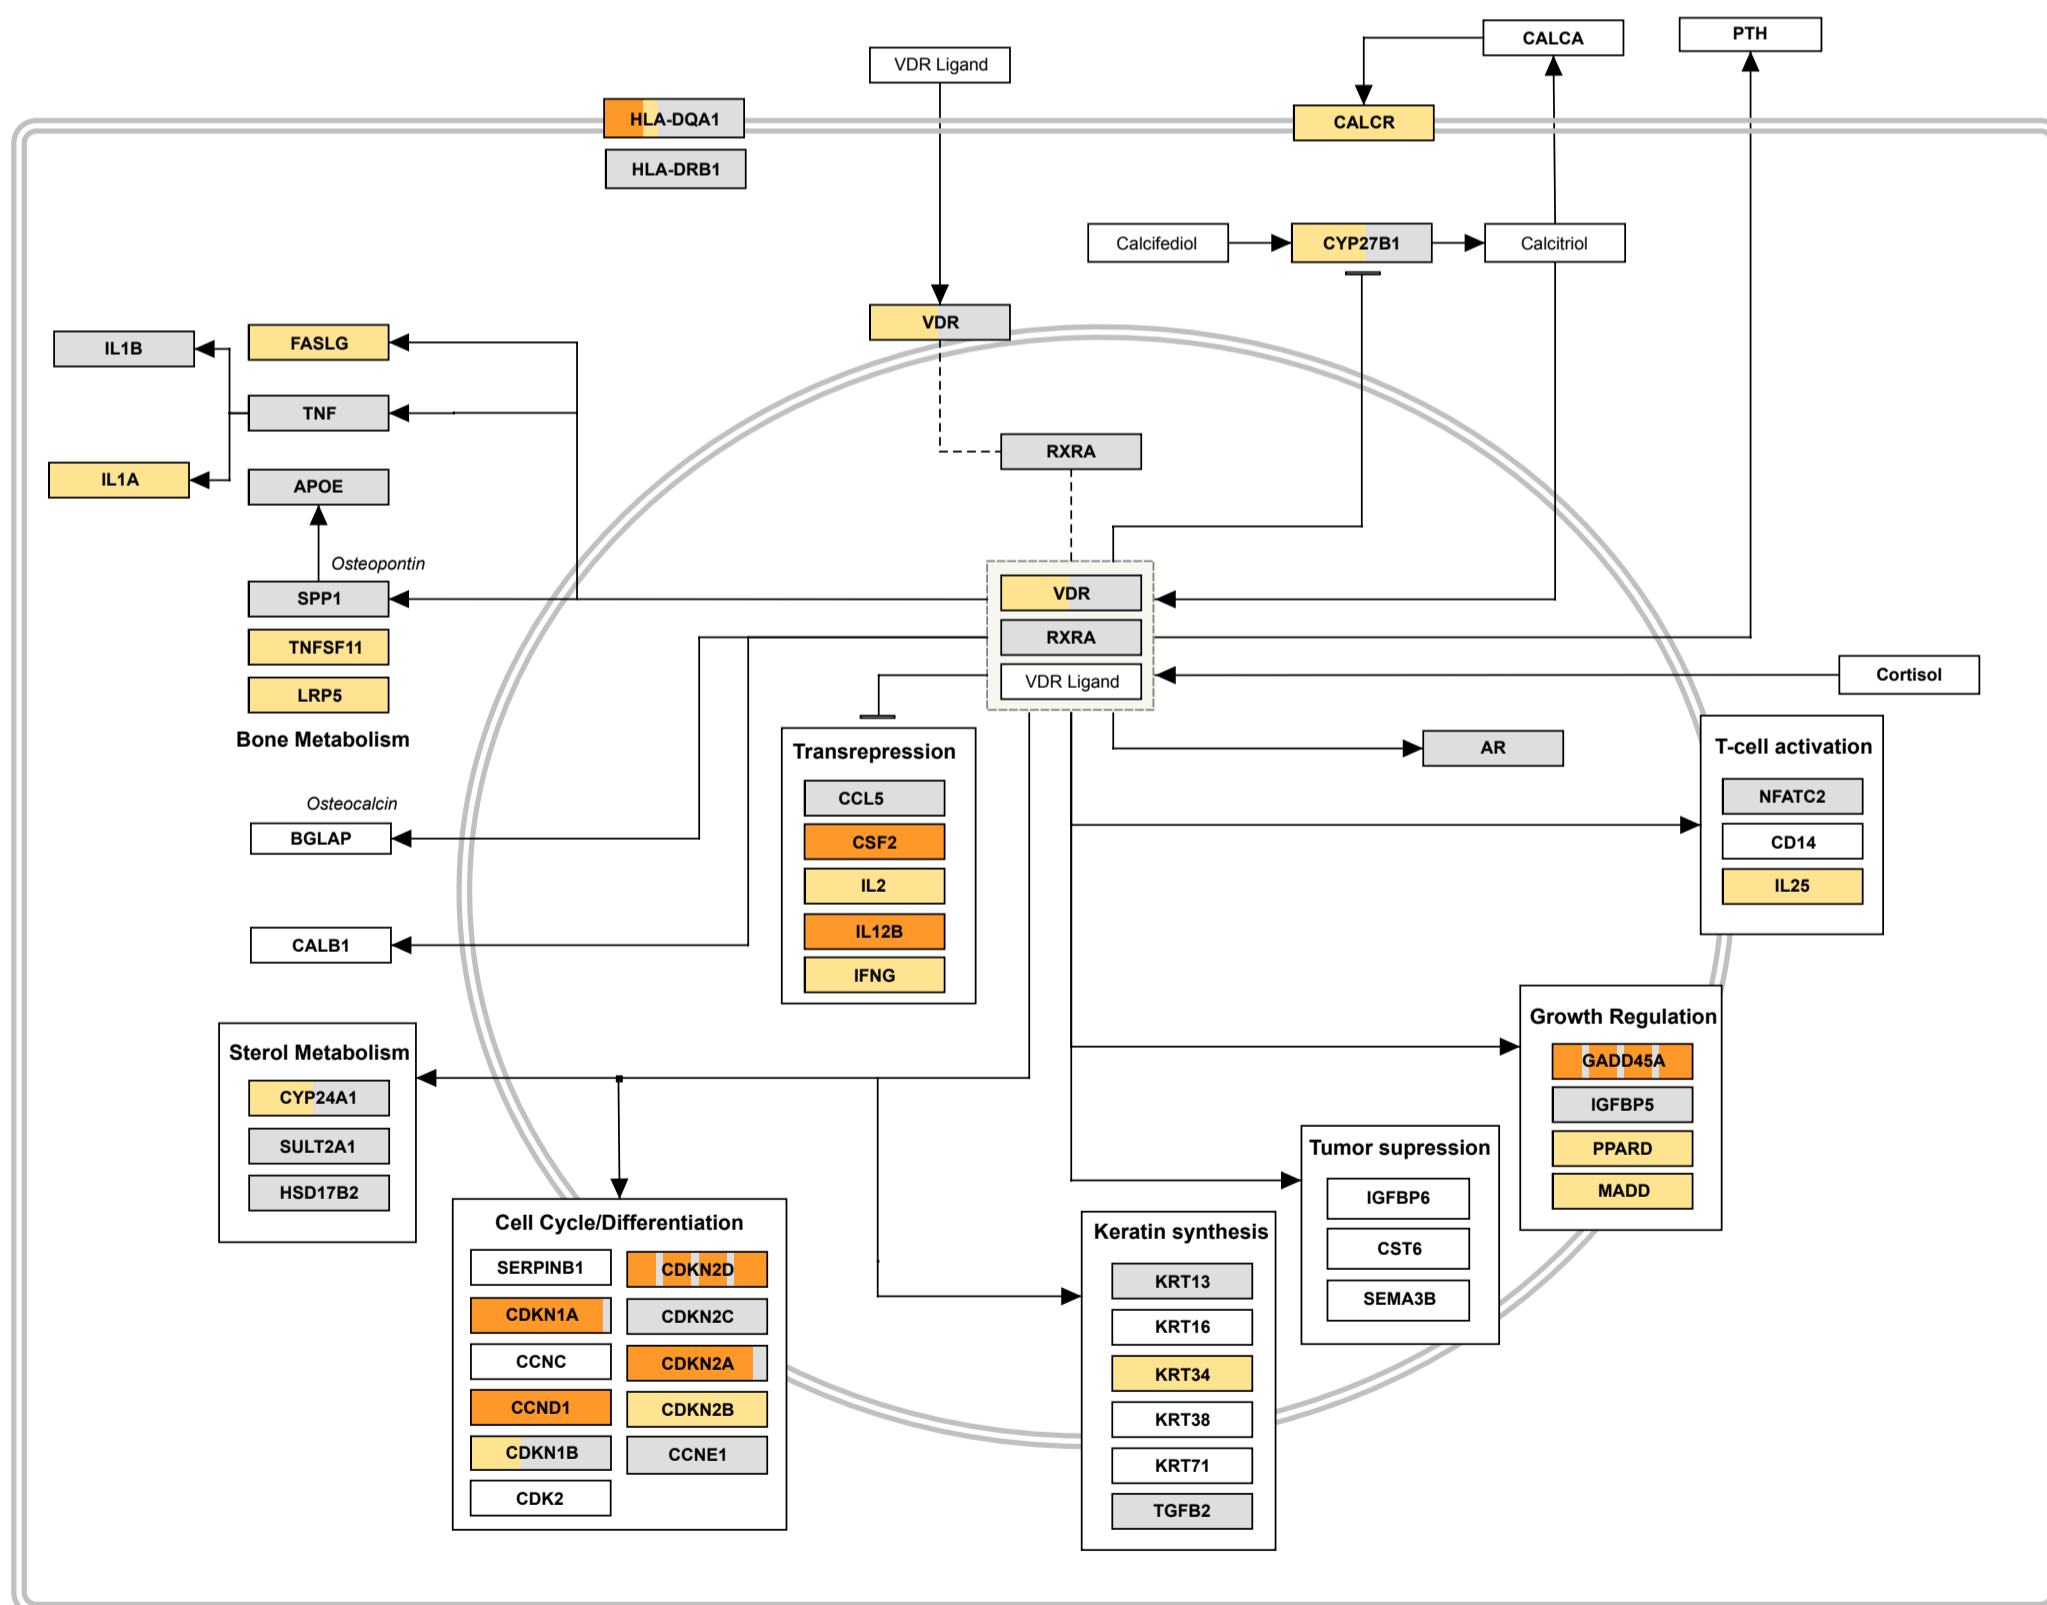 CALCA
PTH
VDR Ligand
HLA-DQA1
CALCR
HLA-DRB1
Calcifediol
CYP27B1
Calcitriol
VDR
IL1B
FASLG
TNF
RXRA
IL1A
APOE
Osteopontin
SPP1
VDR
TNFSF11
RXRA
LRP5
VDR Ligand
Cortisol
Bone Metabolism
Transrepression
CCL5
CSF2
IL2
IL12B
IFNG
AR
T-cell activation
NFATC2
CD14
IL25
Osteocalcin
BGLAP
CALB1
Growth Regulation
GADD45A
IGFBP5
PPARD
MADD
Sterol Metabolism
CYP24A1
SULT2A1
HSD17B2
Tumor supression
IGFBP6
CST6
SEMA3B
Cell Cycle/Differentiation
SERPINB1
CDKN2D
CDKN1A
CDKN2C
CCNC
CDKN2A
CCND1
CDKN2B
CDKN1B
CCNE1
CDK2
Keratin synthesis
KRT13
KRT16
KRT34
KRT38
KRT71
TGFB2